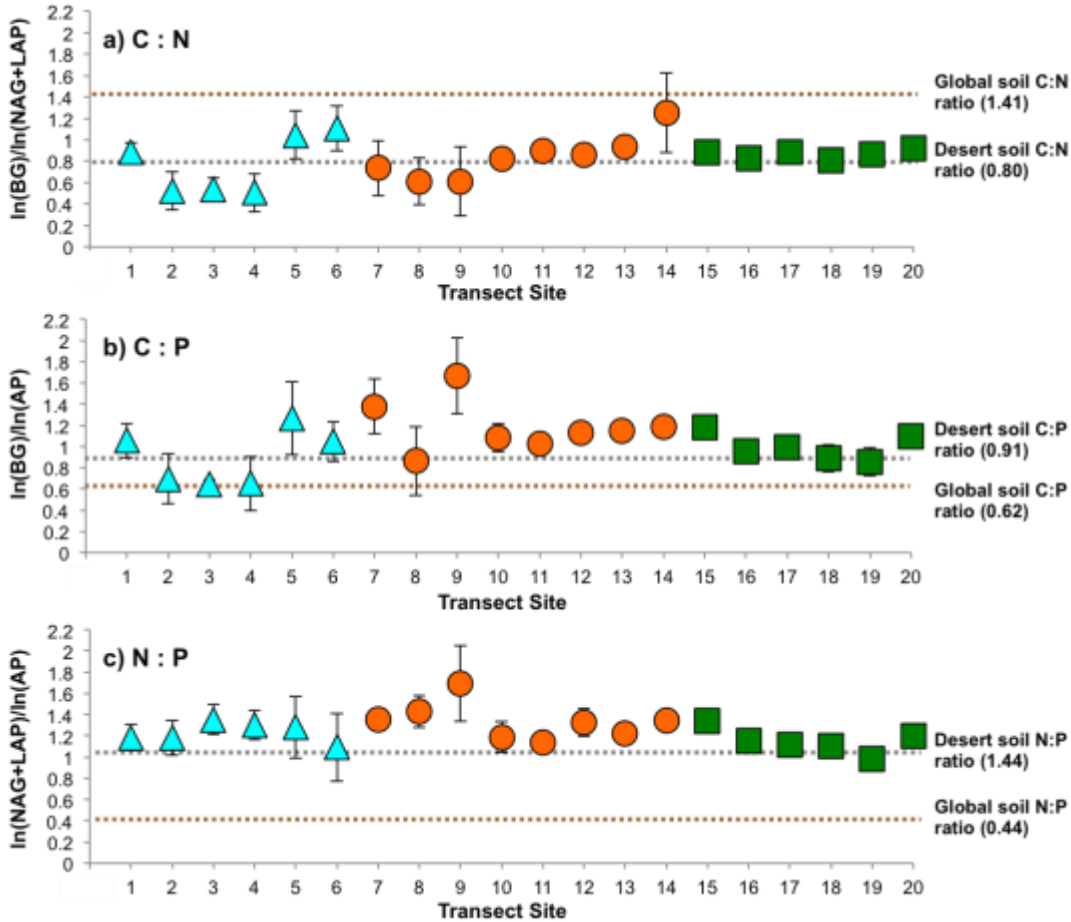 a) C : N
ln(BG)/ln(NAG+LAP)
2.2
2
1.8
1.6
1.4
1.2
1
0.8
0.6
0.4
0.2
0
Global soil C:N
ratio (1.41)
Desert soil C:N
ratio (0.80)
1 2 3 4 5 6 7 8 9 10 11 12 13 14 15 16 17 18 19 20
Transect Site
b) C : P
ln(BG)/ln(AP)
2.2
2
1.8
1.6
1.4
1.2
1
0.8
0.6
0.4
0.2
0
Desert soil C:P
ratio (0.91)
Global soil C:P
ratio (0.62)
1 2 3 4 5 6 7 8 9 10 11 12 13 14 15 16 17 18 19 20
Transect Site
c) N : P
ln(NAG+LAP)/ln(AP)
2.2
2
1.8
1.6
1.4
1.2
1
0.8
0.6
0.4
0.2
0
Desert soil N:P
ratio (1.44)
Global soil N:P
ratio (0.44)
1 2 3 4 5 6 7 8 9 10 11 12 13 14 15 16 17 18 19 20
Transect Site